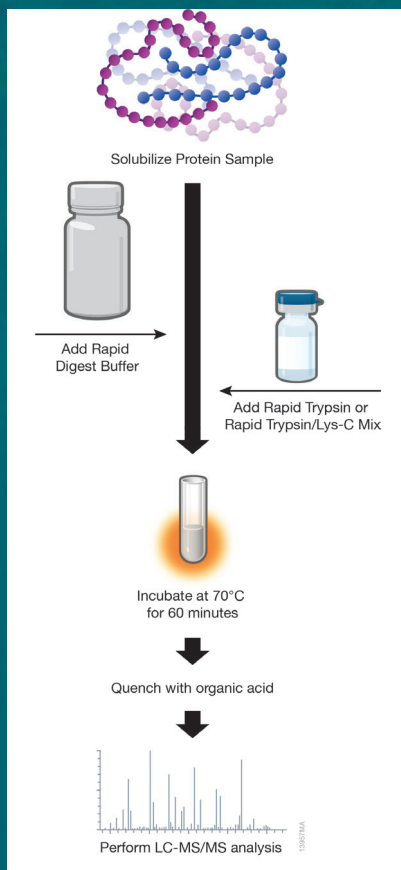 Solubilize Protein Sample
Add Rapid
Digest Buffer
Add Rapid Trypsin or
Rapid Trypsin/Lys-C Mix
Incubate at 70°C
for 60 minutes
Quench with organic acid
13957MA
Perform LC-MS/MS analysis